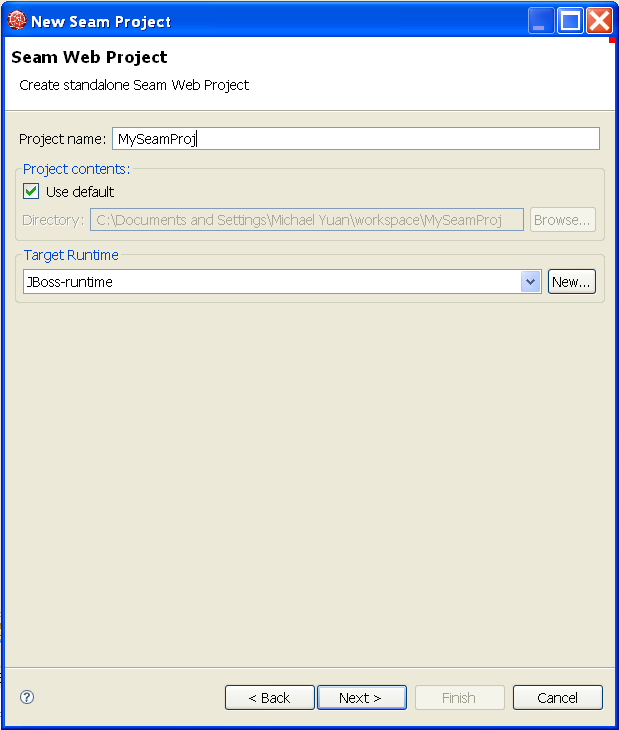 New Seam Project
Seam Web Project
Create standalone Seam Web Project
Project name: MySeamProj
Project contents:
Use default
Directory: C:\Documents and Settings\Michael Yuan\workspace\MySeamProj Browse...
Target Runtime
JBoss-runtime New...
? < Back Next > Finish Cancel